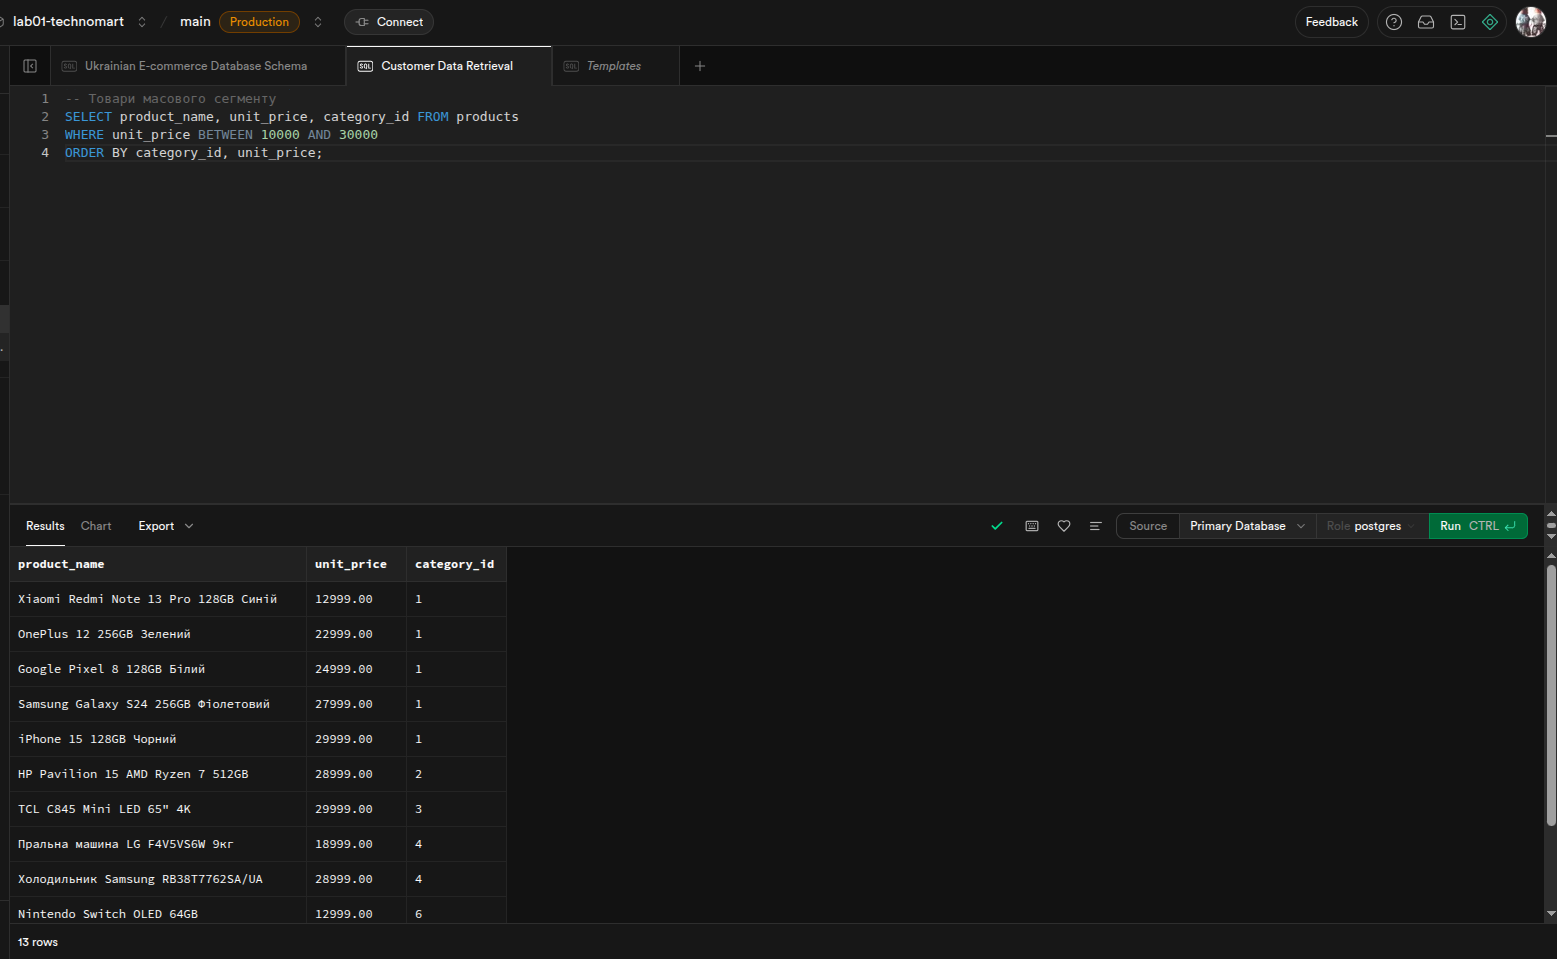 lab01-technomart / main Production Connect Feedback
SQL Ukrainian E-commerce Database Schema SQL Customer Data Retrieval SQL Templates +
1 -- Товари масового сегменту
2 SELECT product_name, unit_price, category_id FROM products
3 WHERE unit_price BETWEEN 10000 AND 30000
4 ORDER BY category_id, unit_price;
Results Chart Export Source Primary Database Role postgres Run CTRL
product_name unit_price category_id
Xiaomi Redmi Note 13 Pro 128GB Синій 12999.00 1
OnePlus 12 256GB Зелений 22999.00 1
Google Pixel 8 128GB Білий 24999.00 1
Samsung Galaxy S24 256GB Фіолетовий 27999.00 1
iPhone 15 128GB Чорний 29999.00 1
HP Pavilion 15 AMD Ryzen 7 512GB 28999.00 2
TCL C845 Mini LED 65" 4K 29999.00 3
Пральна машина LG F4V5VS6W 9кг 18999.00 4
Холодильник Samsung RB38T7762SA/UA 28999.00 4
Nintendo Switch OLED 64GB 12999.00 6
13 rows